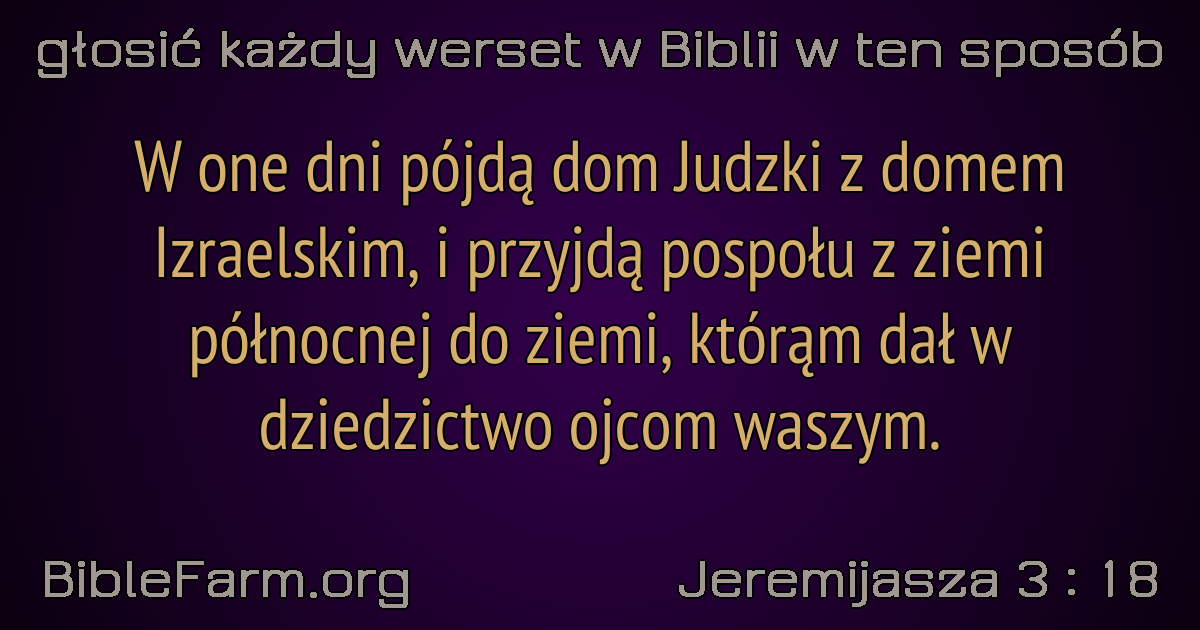 głosić każdy werset w Biblii w ten sposób
W one dni pójdą dom Judzki z domem
Izraelskim, i przyjdą pospołu z ziemi
północnej do ziemi, którąm dał w
dziedzictwo ojcom waszym.
BibleFarm.org
Jeremijasza 3 : 18